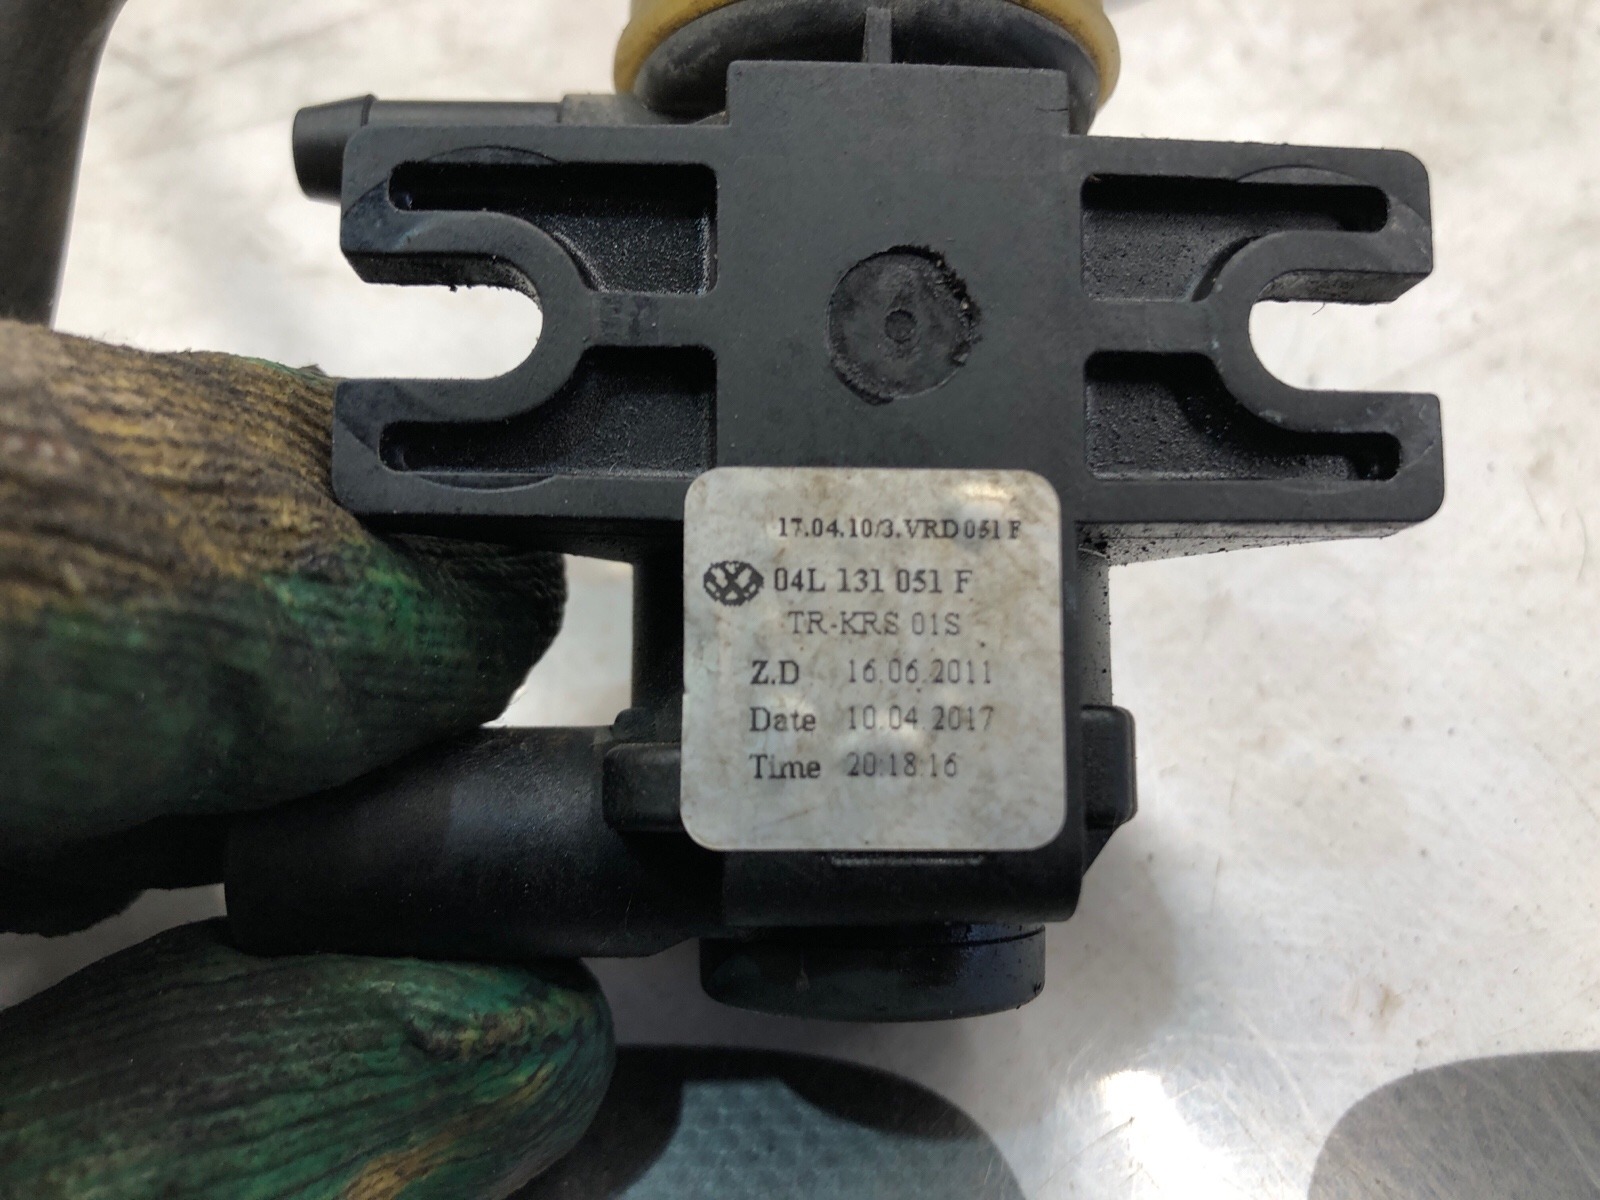 17.04.10/3.VRD 051 F
04L 131 051 F
TR-KRS 01S
Z.D 16.06.2011
Date 10.04.2017
Time 20:18:16